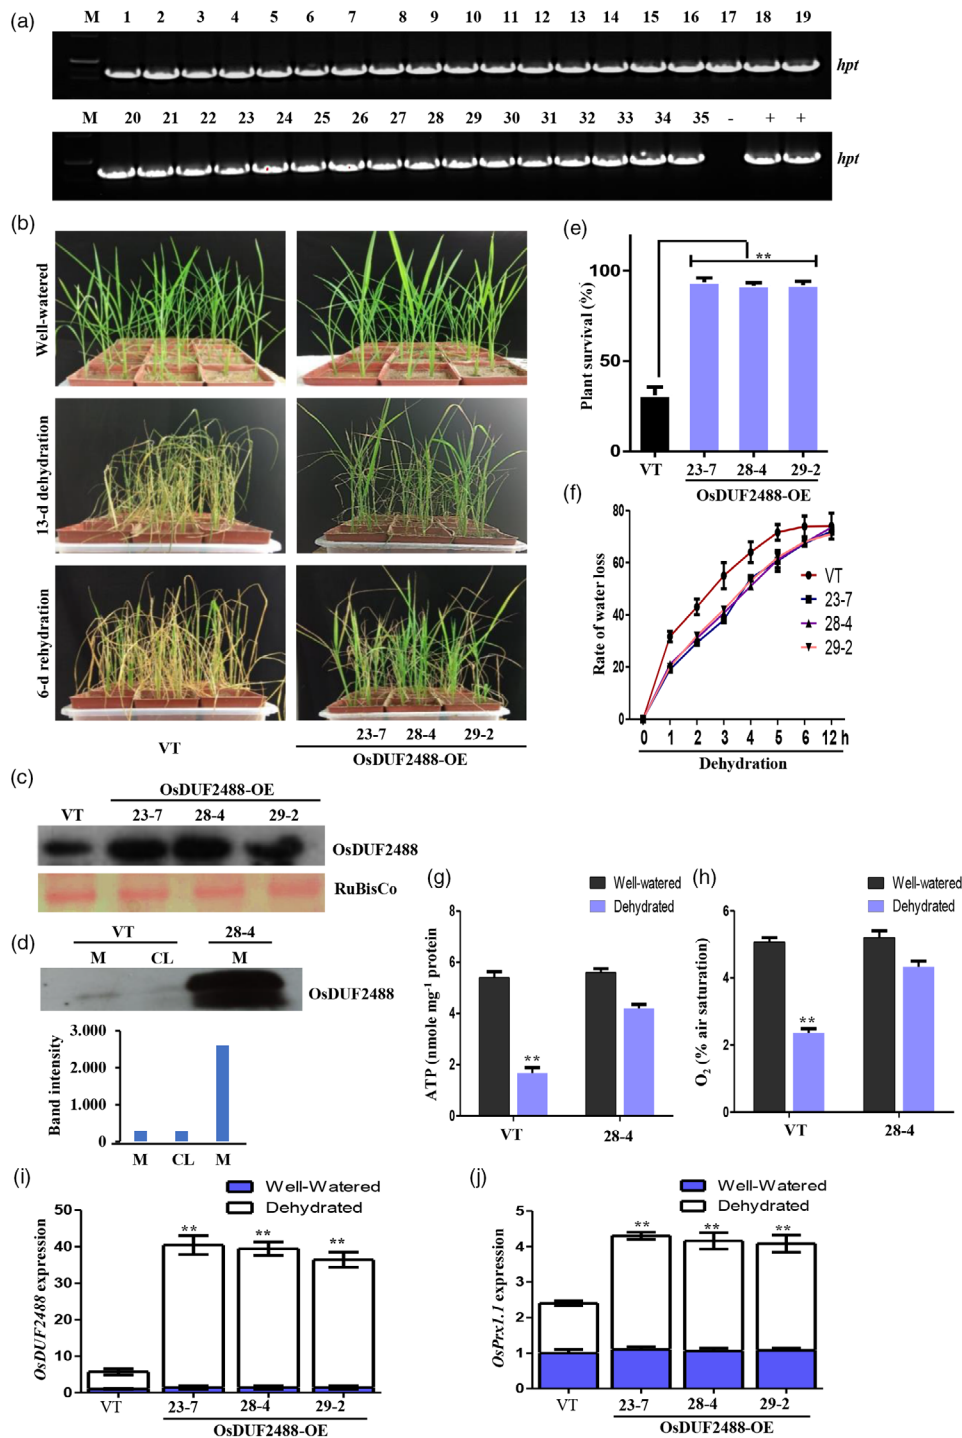 (a)
M 1 2 3 4 5 6 7 8 9 10 11 12 13 14 15 16 17 18 19
hpt
M 20 21 22 23 24 25 26 27 28 29 30 31 32 33 34 35 - + +
hpt
(b)
Well-watered
13-d dehydration
6-d rehydration
VT
23-7 28-4 29-2
OsDUF2488-OE
(c)
OsDUF2488-OE
VT 23-7 28-4 29-2
OsDUF2488
RuBisCo
(d)
VT 28-4
M CL M
OsDUF2488
Band intensity
3.000
2.000
1.000
0
M CL M
(e)
Plant survival (%)
100
50
0
**
VT 23-7 28-4 29-2
OsDUF2488-OE
(f)
Rate of water loss
80
60
40
20
0
VT
23-7
28-4
29-2
0 1 2 3 4 5 6 12 h
Dehydration
(g)
Well-watered
Dehydrated
ATP (nmole mg⁻¹ protein)
8
6
4
2
0
**
VT 28-4
(h)
Well-watered
Dehydrated
O₂ (% air saturation)
6
4
2
0
**
VT 28-4
(i)
Well-Watered
Dehydrated
OsDUF2488 expression
50
40
30
20
10
0
** ** **
VT 23-7 28-4 29-2
OsDUF2488-OE
(j)
Well-Watered
Dehydrated
OsPrx1.1 expression
5
4
3
2
1
0
** ** **
VT 23-7 28-4 29-2
OsDUF2488-OE